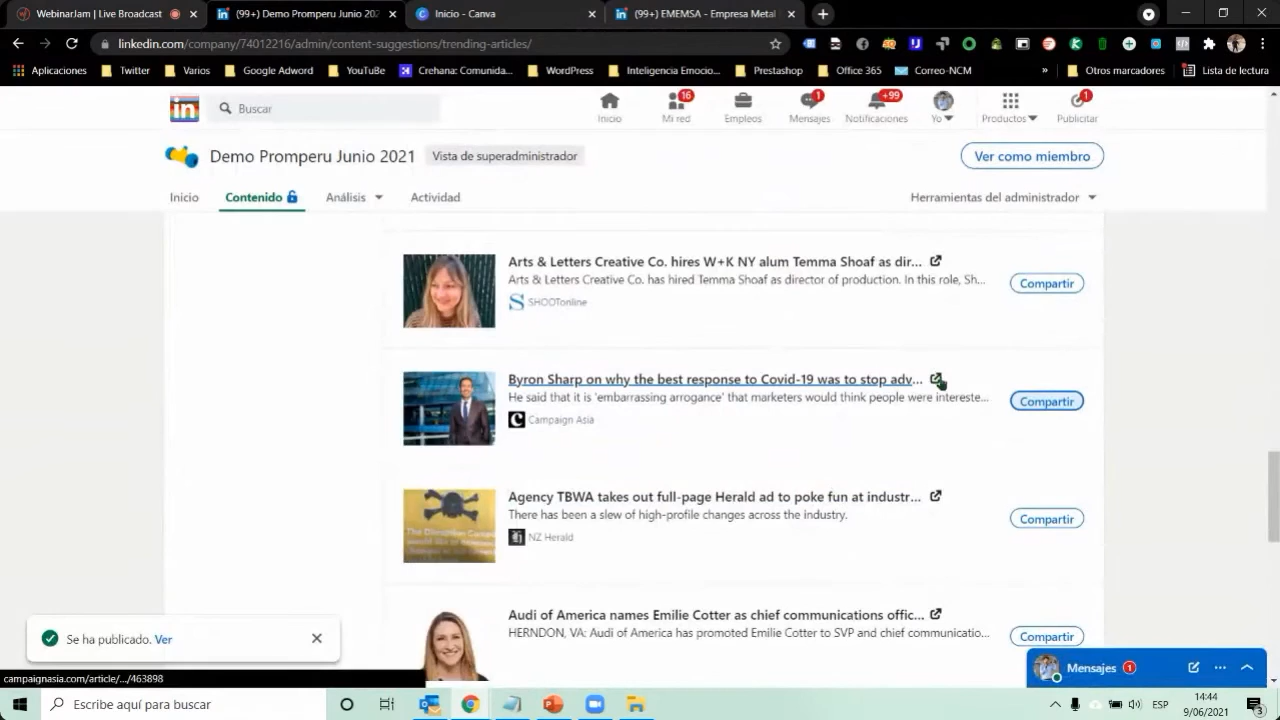 WebinarJam | Live Broadcast
(99+) Demo Promperu Junio 202
Inicio - Canva
(99+) EMEMSA - Empresa Metal
linkedin.com/company/74012216/admin/content-suggestions/trending-articles/
Aplicaciones
Twitter
Varios
Google Adword
YouTube
Crehana: Comunida...
WordPress
Inteligencia Emocio...
Prestashop
Office 365
Correo-NCM
»
Otros marcadores
Lista de lectura
in
Buscar
Inicio
16
Mi red
Empleos
1
Mensajes
+99
Notificaciones
Yo
Productos
1
Publicitar
Demo Promperu Junio 2021
Vista de superadministrador
Ver como miembro
Inicio
Contenido
Análisis
Actividad
Herramientas del administrador
Arts & Letters Creative Co. hires W+K NY alum Temma Shoaf as dir...
Arts & Letters Creative Co. has hired Temma Shoaf as director of production. In this role, Sh...
SHOOTonline
Compartir
Byron Sharp on why the best response to Covid-19 was to stop adv...
He said that it is 'embarrassing arrogance' that marketers would think people were intereste...
Campaign Asia
Compartir
Agency TBWA takes out full-page Herald ad to poke fun at industr...
There has been a slew of high-profile changes across the industry.
NZ Herald
Compartir
Audi of America names Emilie Cotter as chief communications offic...
HERNDON, VA: Audi of America has promoted Emilie Cotter to SVP and chief communicatio...
Compartir
Se ha publicado. Ver
Mensajes 1
campaignasia.com/article/.../463898
Escribe aquí para buscar
ESP
14:44
9/06/2021
3